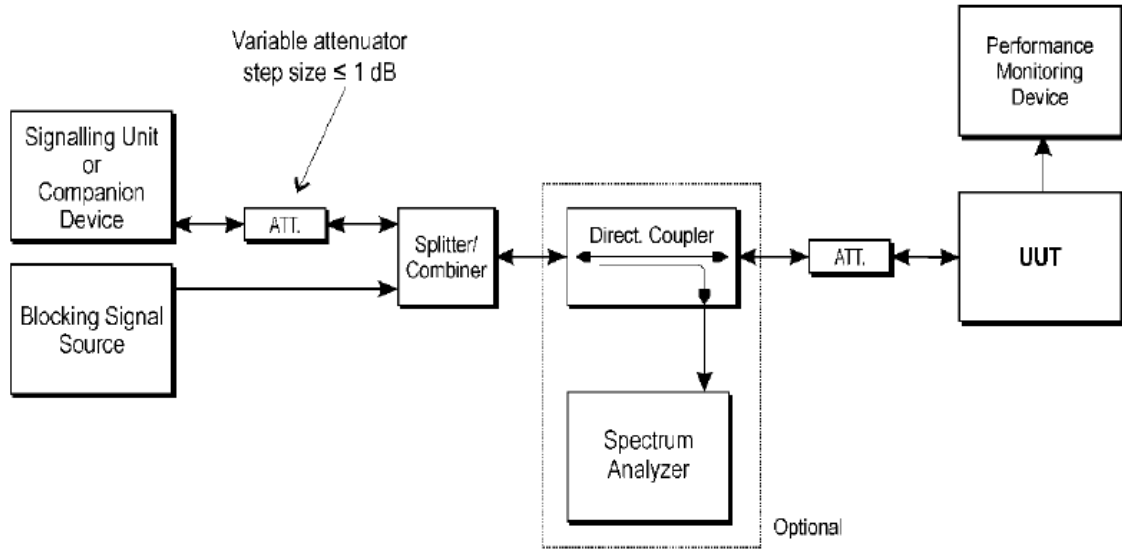 Variable attenuator
step size ≤ 1 dB
Performance
Monitoring
Device
Signalling Unit
or
Companion
Device
ATT.
Splitter/
Combiner
Direct. Coupler
ATT.
UUT
Blocking Signal
Source
Spectrum
Analyzer
Optional